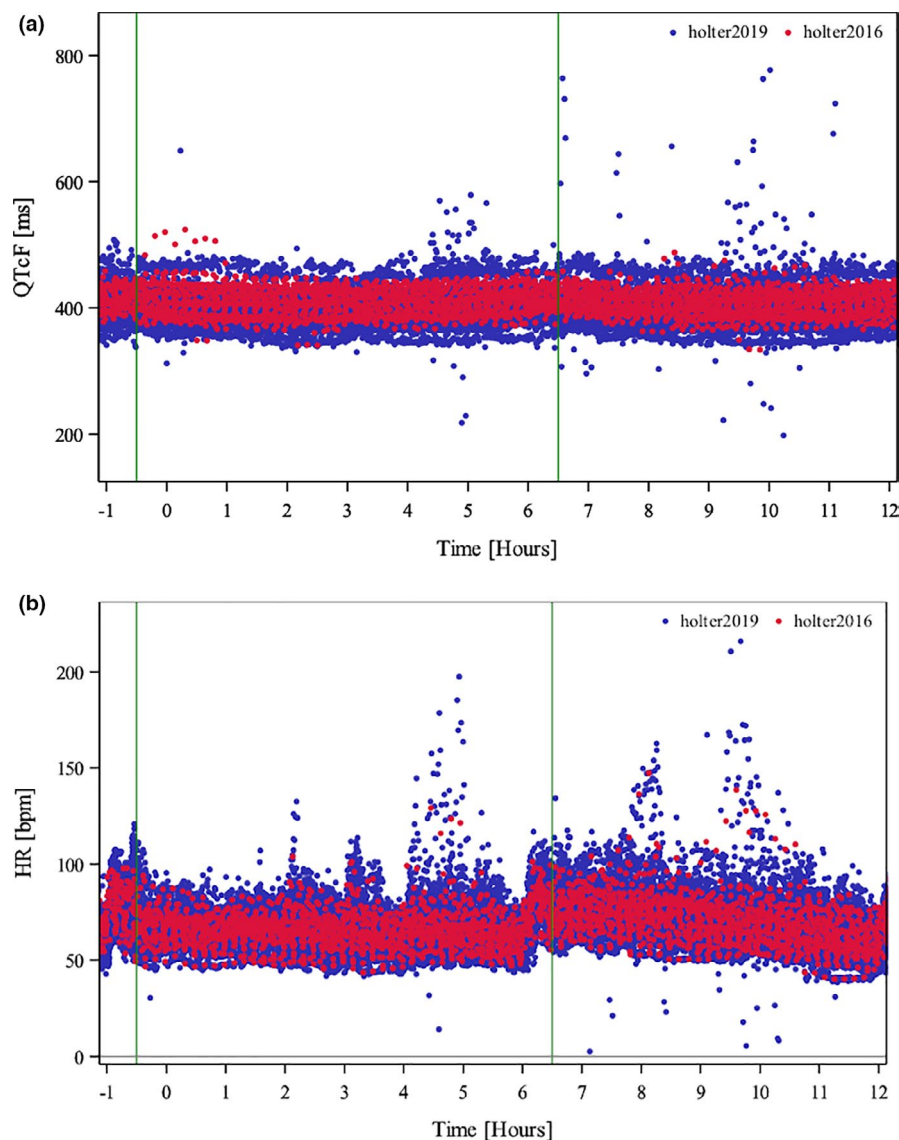 (a)
holter2019 holter2016
800
600
400
200
QTcF [ms]
-1 0 1 2 3 4 5 6 7 8 9 10 11 12
Time [Hours]
(b)
holter2019 holter2016
200
150
100
50
0
HR [bpm]
-1 0 1 2 3 4 5 6 7 8 9 10 11 12
Time [Hours]